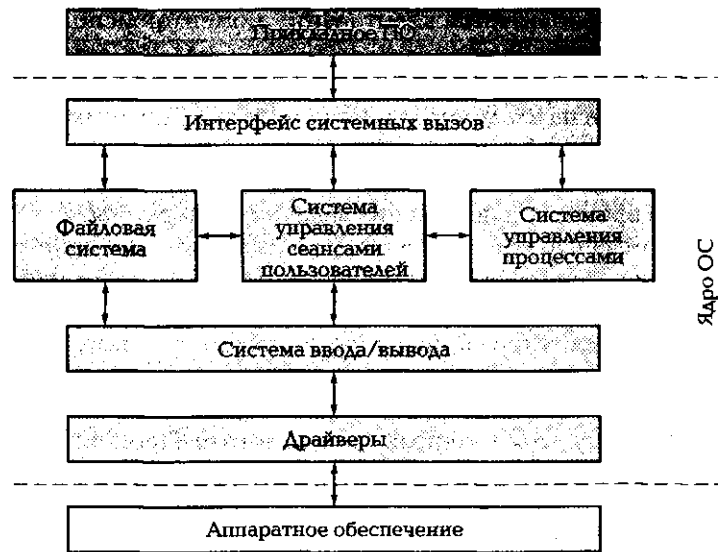 Прикладное ПО
Интерфейс системных вызов
Файловая
система
Система
управления
сеансами
пользователей
Система
управления
процессами
Ядро ОС
Система ввода/вывода
Драйверы
Аппаратное обеспечение